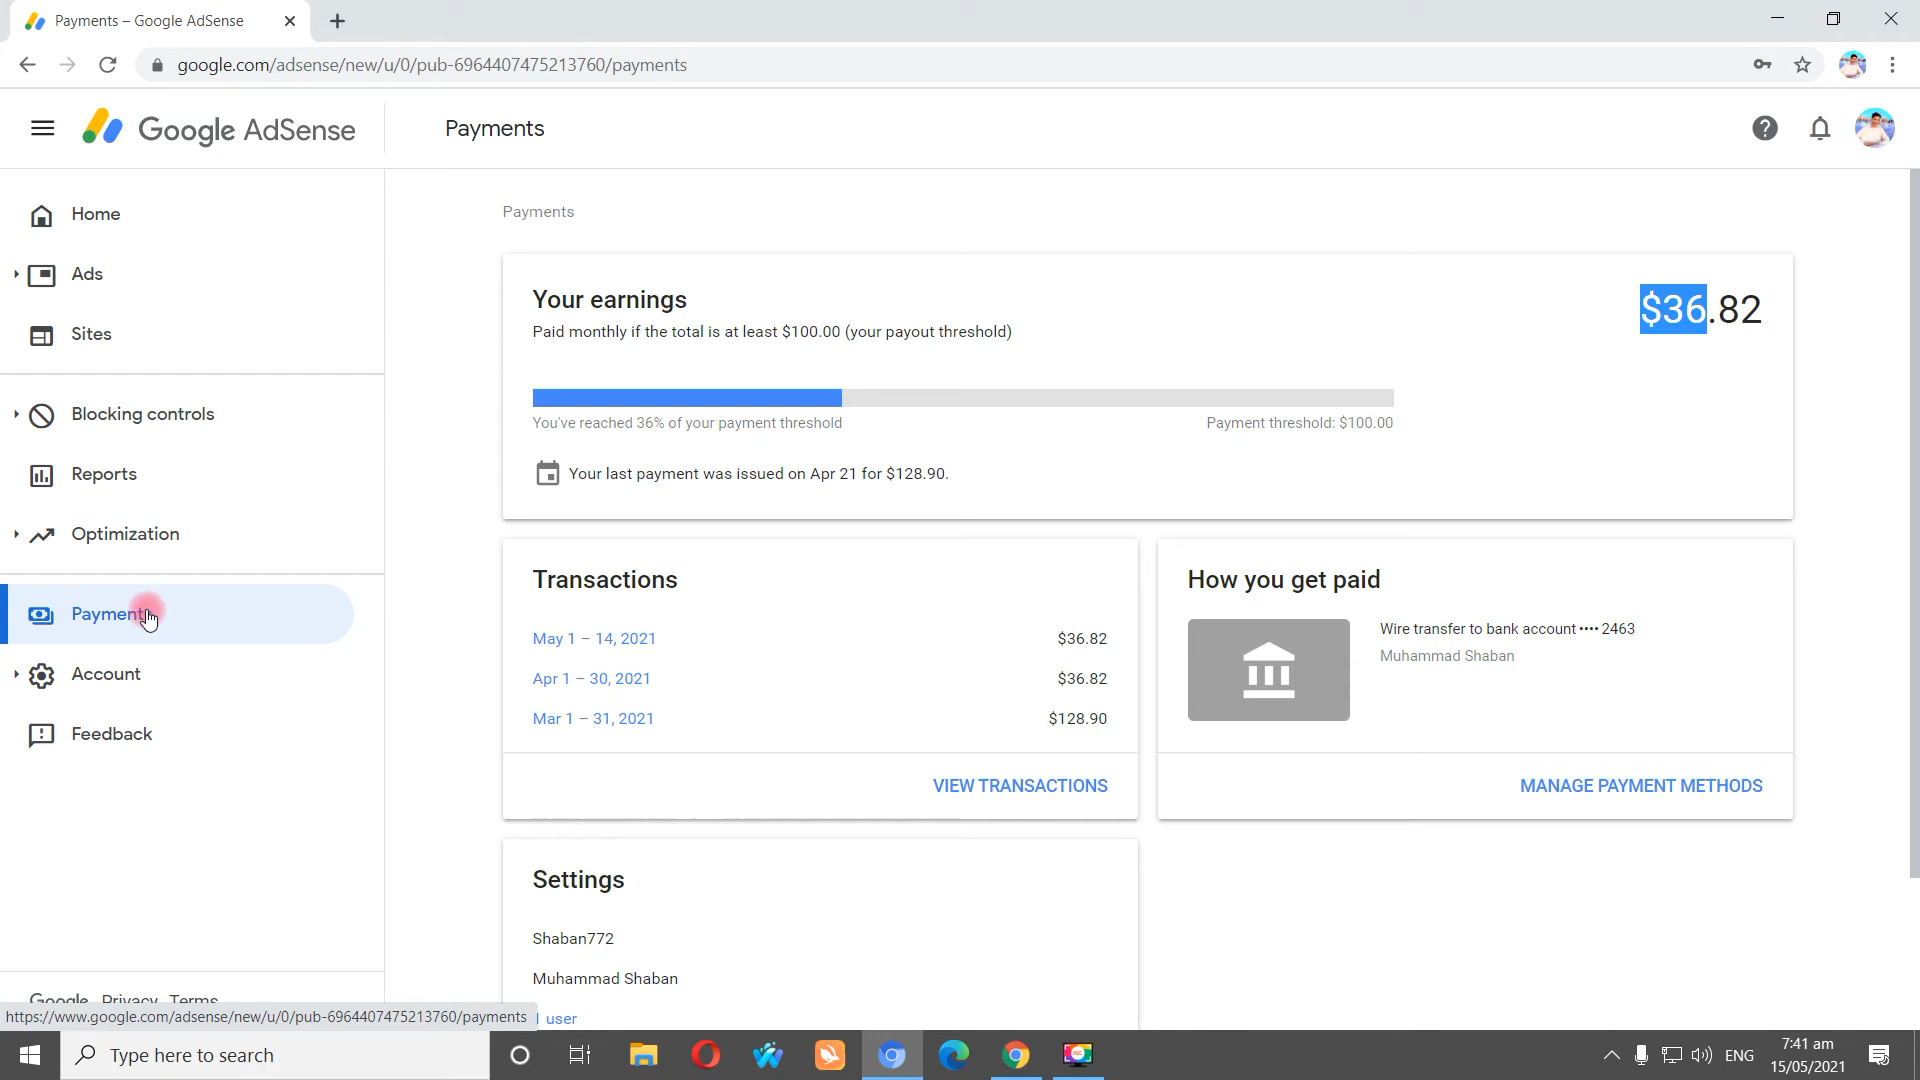 Payments – Google AdSense
google.com/adsense/new/u/0/pub-6964407475213760/payments
Google AdSense
Payments
Home
Ads
Sites
Blocking controls
Reports
Optimization
Payments
Account
Feedback
Google Privacy Terms
https://www.google.com/adsense/new/u/0/pub-6964407475213760/payments
Payments
Your earnings
$36.82
Paid monthly if the total is at least $100.00 (your payout threshold)
You've reached 36% of your payment threshold
Payment threshold: $100.00
Your last payment was issued on Apr 21 for $128.90.
Transactions
May 1 – 14, 2021 $36.82
Apr 1 – 30, 2021 $36.82
Mar 1 – 31, 2021 $128.90
VIEW TRANSACTIONS
How you get paid
Wire transfer to bank account •••• 2463
Muhammad Shaban
MANAGE PAYMENT METHODS
Settings
Shaban772
Muhammad Shaban
1 user
Type here to search
ENG
7:41 am
15/05/2021